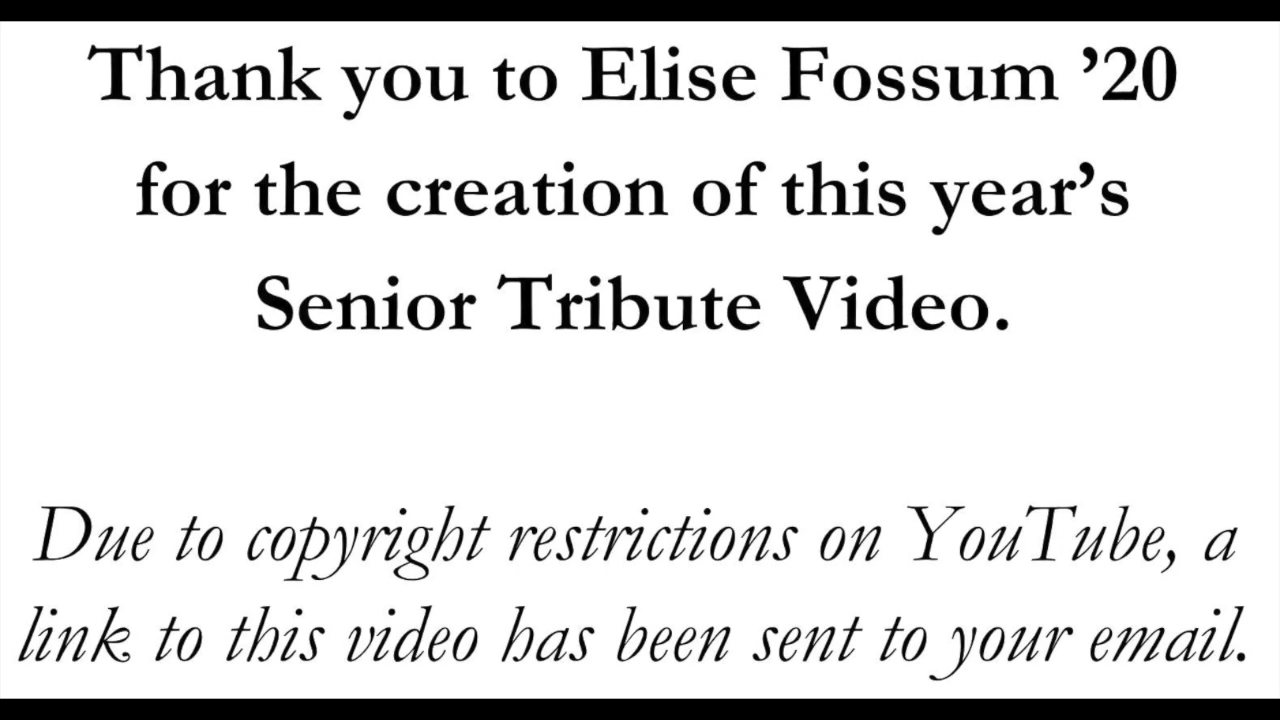 Thank you to Elise Fossum ’20
for the creation of this year’s
Senior Tribute Video.
Due to copyright restrictions on YouTube, a
link to this video has been sent to your email.